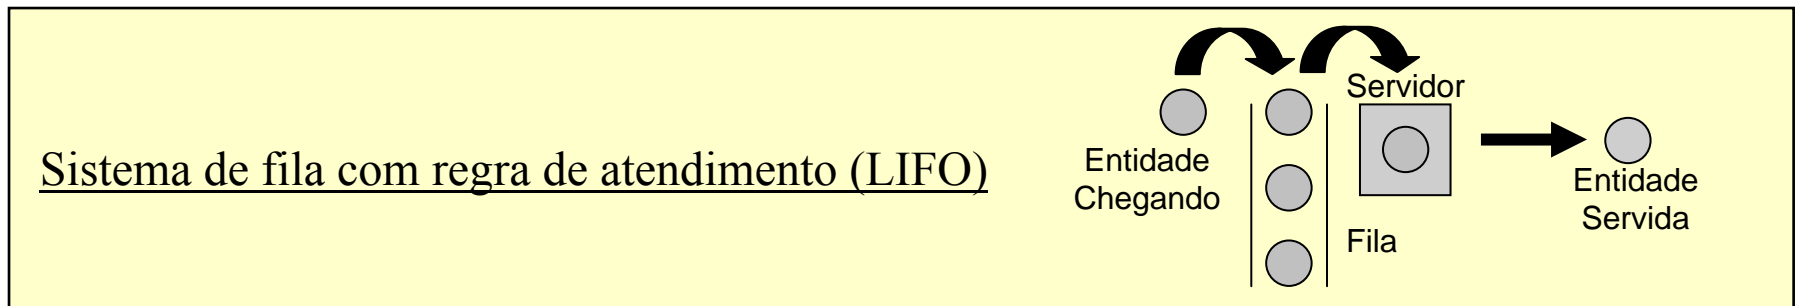 Sistema de fila com regra de atendimento (LIFO)
Entidade
Chegando
Servidor
Fila
Entidade
Servida